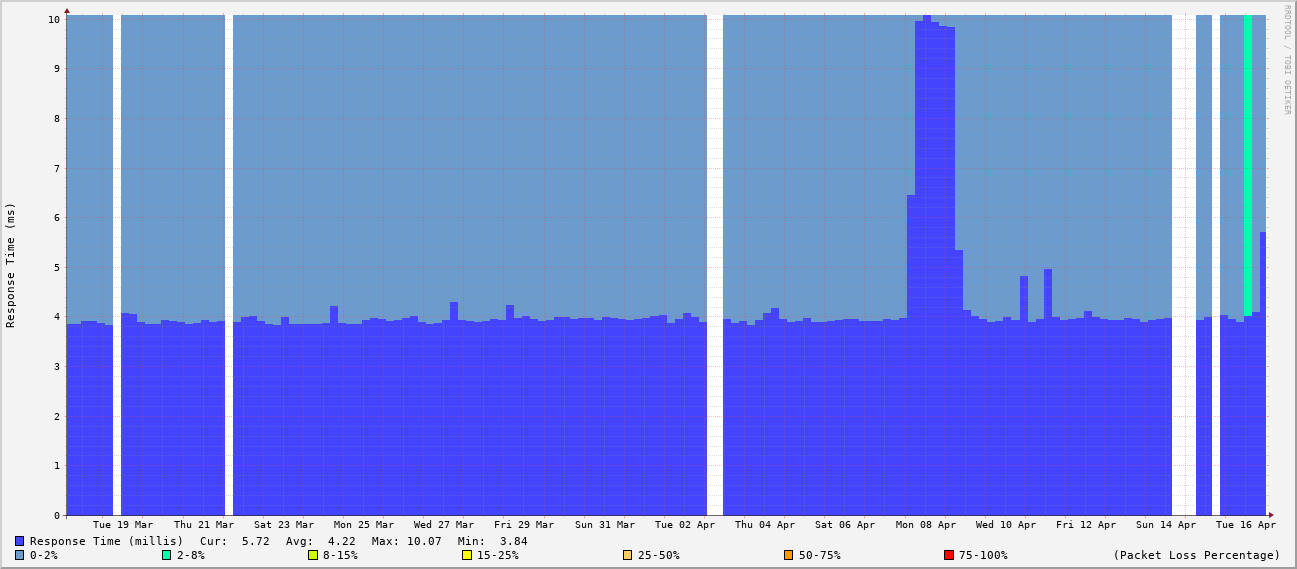 RRDTOOL / TOBI OETIKER
Response Time (ms)
10
9
8
7
6
5
4
3
2
1
0
Tue 19 Mar Thu 21 Mar Sat 23 Mar Mon 25 Mar Wed 27 Mar Fri 29 Mar Sun 31 Mar Tue 02 Apr Thu 04 Apr Sat 06 Apr Mon 08 Apr Wed 10 Apr Fri 12 Apr Sun 14 Apr Tue 16 Apr
Response Time (millis) Cur: 5.72 Avg: 4.22 Max: 10.07 Min: 3.84
0-2% 2-8% 8-15% 15-25% 25-50% 50-75% 75-100% (Packet Loss Percentage)